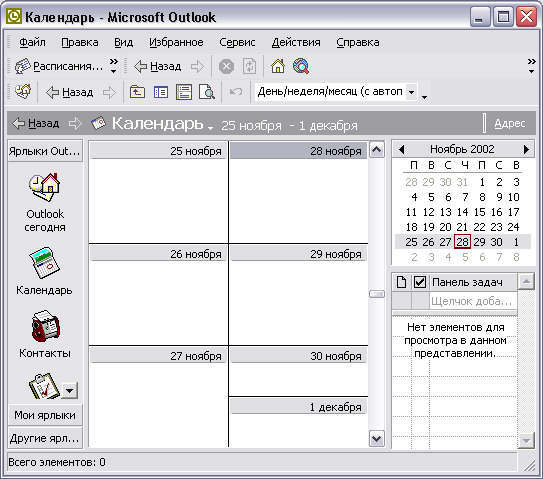 Календарь - Microsoft Outlook
Файл Правка Вид Избранное Сервис Действия Справка
Расписания... Назад
Назад День/неделя/месяц (с автоп
Назад Календарь 25 ноября - 1 декабря Адрес
Ярлыки Out...
Outlook
сегодня
Календарь
Контакты
Мои ярлыки
Другие ярл...
25 ноября 28 ноября
26 ноября 29 ноября
27 ноября 30 ноября
1 декабря
Ноябрь 2002
П В С Ч П С В
28 29 30 31 1 2 3
4 5 6 7 8 9 10
11 12 13 14 15 16 17
18 19 20 21 22 23 24
25 26 27 28 29 30 1
2 3 4 5 6 7 8
Панель задач
Щелчок доба...
Нет элементов для
просмотра в данном
представлении.
Всего элементов: 0